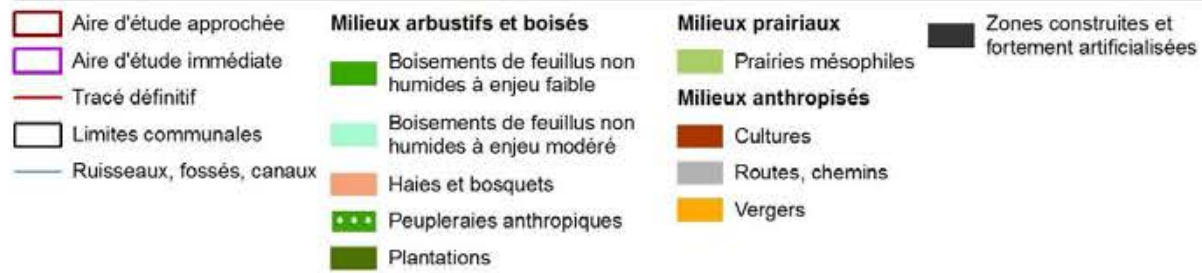 Aire d'étude approchée
Aire d'étude immédiate
Tracé définitif
Limites communales
Ruisseaux, fossés, canaux
Milieux arbustifs et boisés
Boisements de feuillus non
humides à enjeu faible
Boisements de feuillus non
humides à enjeu modéré
Haies et bosquets
Peupleraies anthropiques
Plantations
Milieux prairiaux
Prairies mésophiles
Milieux anthropisés
Cultures
Routes, chemins
Vergers
Zones construites et
fortement artificialisées